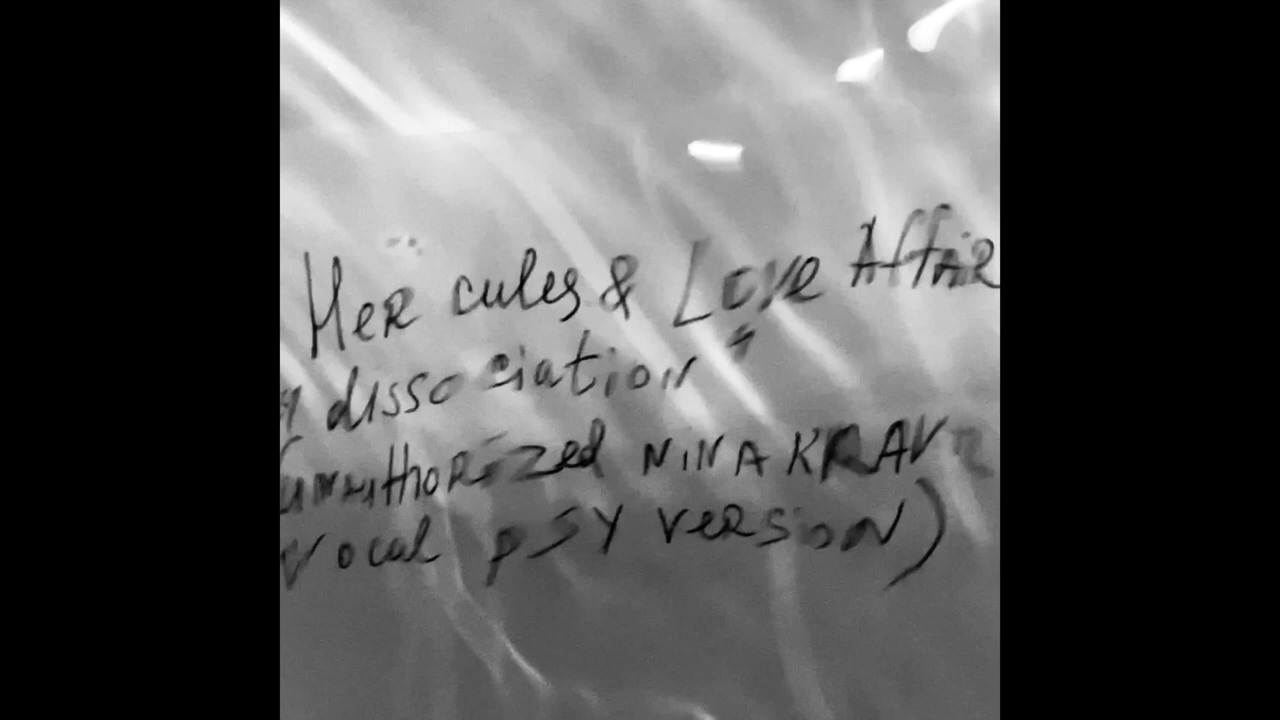 Hercules & Love Affair
"dissociation"
(unauthorized NINA KRAVIZ
vocal PSY version)